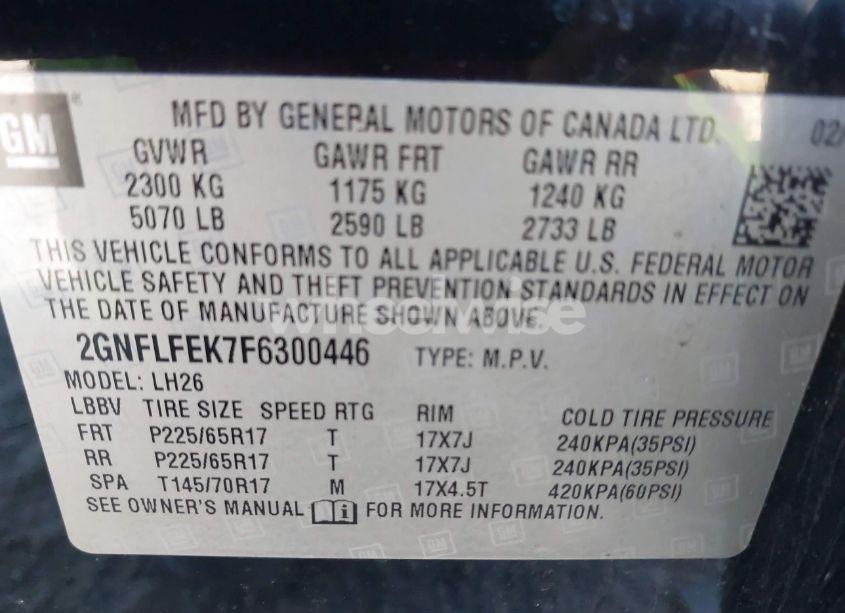 GM ®
MFD BY GENERAL MOTORS OF CANADA LTD. 02/
GVWR GAWR FRT GAWR RR
2300 KG 1175 KG 1240 KG
5070 LB 2590 LB 2733 LB
THIS VEHICLE CONFORMS TO ALL APPLICABLE U.S. FEDERAL MOTOR
VEHICLE SAFETY AND THEFT PREVENTION STANDARDS IN EFFECT ON
THE DATE OF MANUFACTURE SHOWN ABOVE.
wheelwise
2GNFLFEK7F6300446 TYPE: M.P.V.
MODEL: LH26
LBBV TIRE SIZE SPEED RTG RIM COLD TIRE PRESSURE
FRT P225/65R17 T 17X7J 240KPA(35PSI)
RR P225/65R17 T 17X7J 240KPA(35PSI)
SPA T145/70R17 M 17X4.5T 420KPA(60PSI)
SEE OWNER'S MANUAL i FOR MORE INFORMATION.